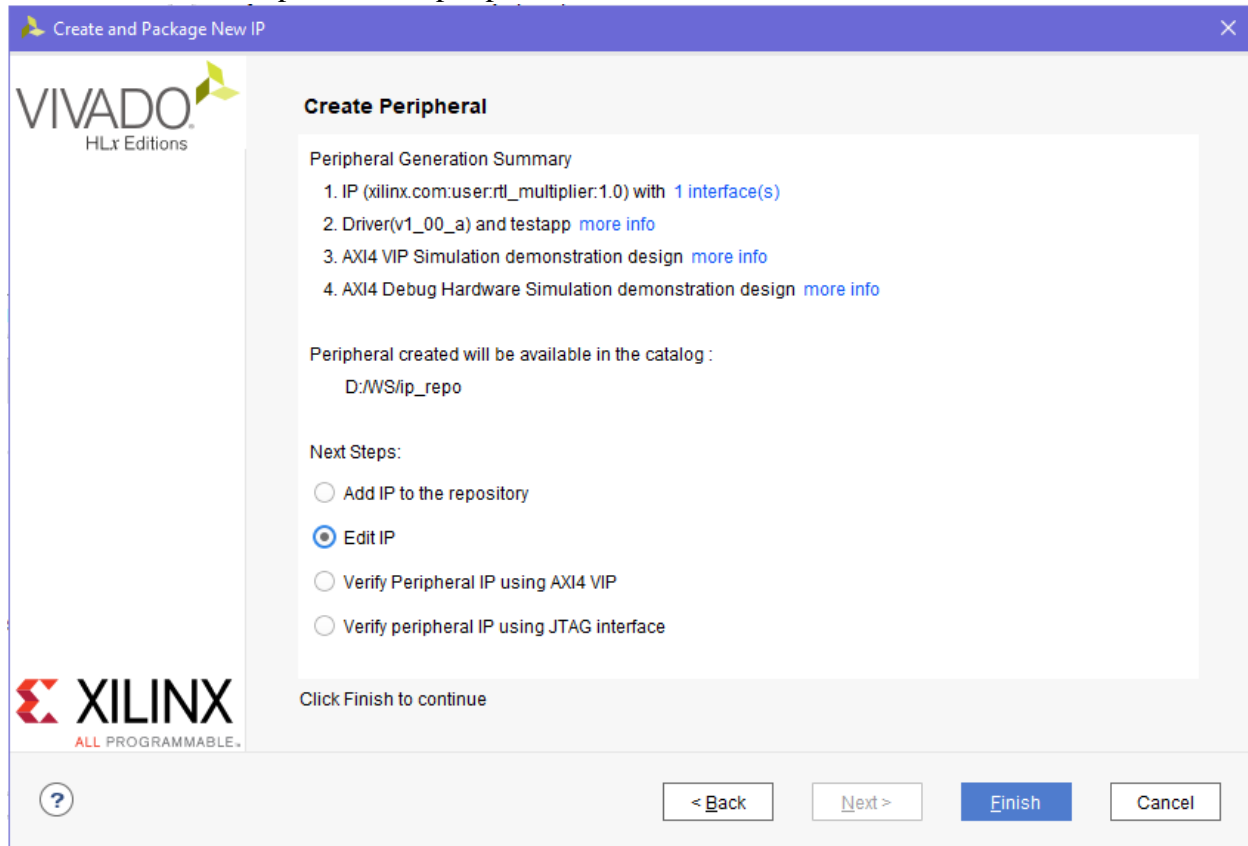 Create and Package New IP
VIVADO
HLx Editions
Create Peripheral
Peripheral Generation Summary
1. IP (xilinx.com:user:rtl_multiplier:1.0) with 1 interface(s)
2. Driver(v1_00_a) and testapp more info
3. AXI4 VIP Simulation demonstration design more info
4. AXI4 Debug Hardware Simulation demonstration design more info
Peripheral created will be available in the catalog :
D:/WS/ip_repo
Next Steps:
Add IP to the repository
Edit IP
Verify Peripheral IP using AXI4 VIP
Verify peripheral IP using JTAG interface
XILINX
ALL PROGRAMMABLE.
Click Finish to continue
?
< Back
Next >
Finish
Cancel